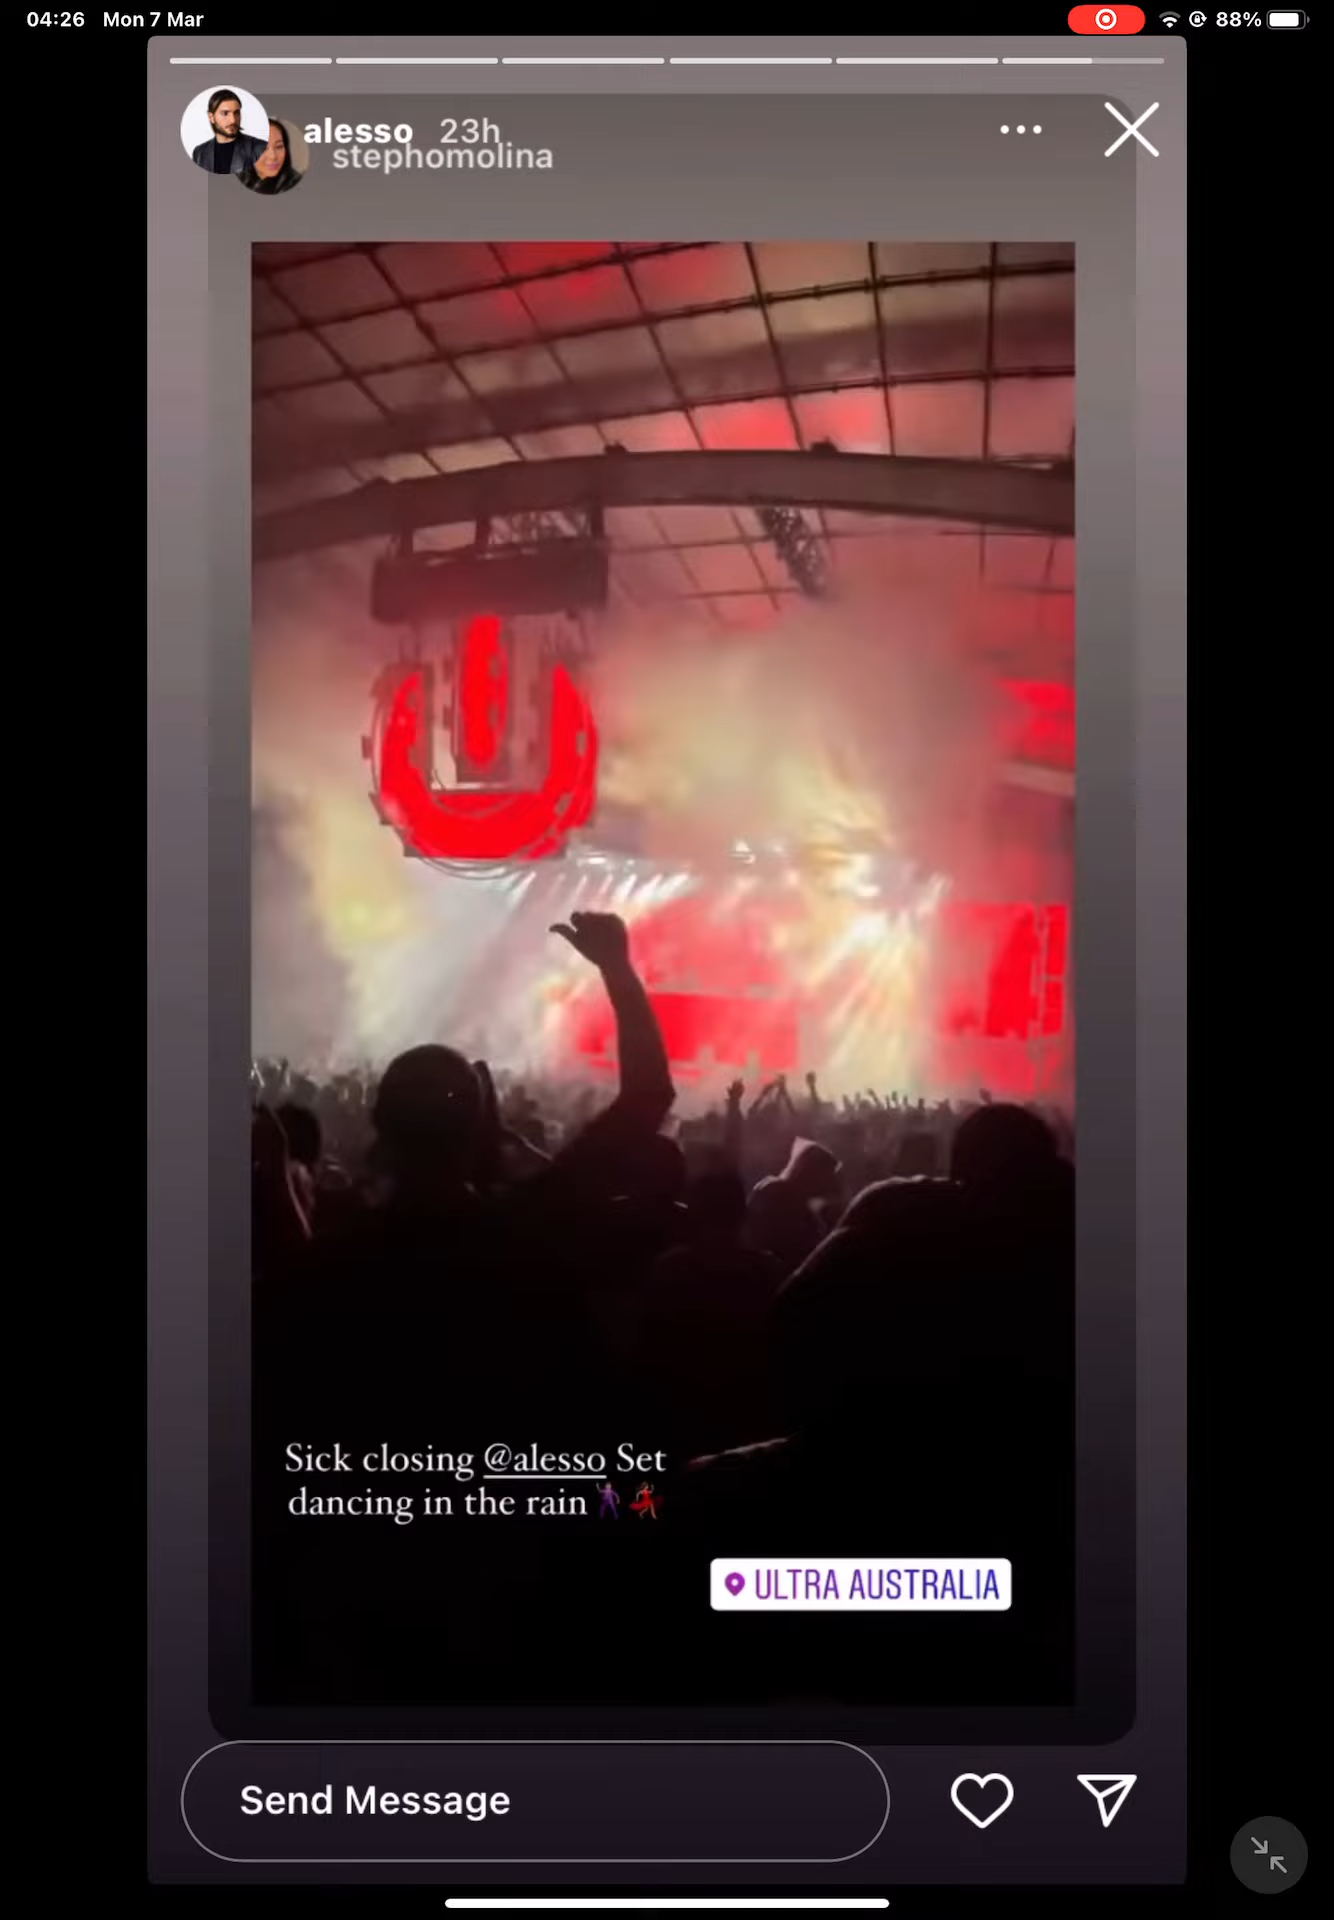 04:26 Mon 7 Mar
88%
alesso 23h
stephomolina
Sick closing @alesso Set
dancing in the rain
ULTRA AUSTRALIA
Send Message